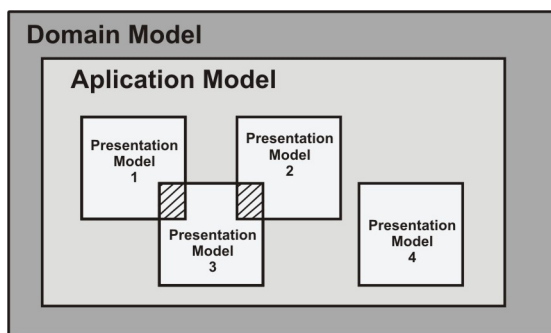 Domain Model
Aplication Model
Presentation
Model
1
Presentation
Model
2
Presentation
Model
3
Presentation
Model
4